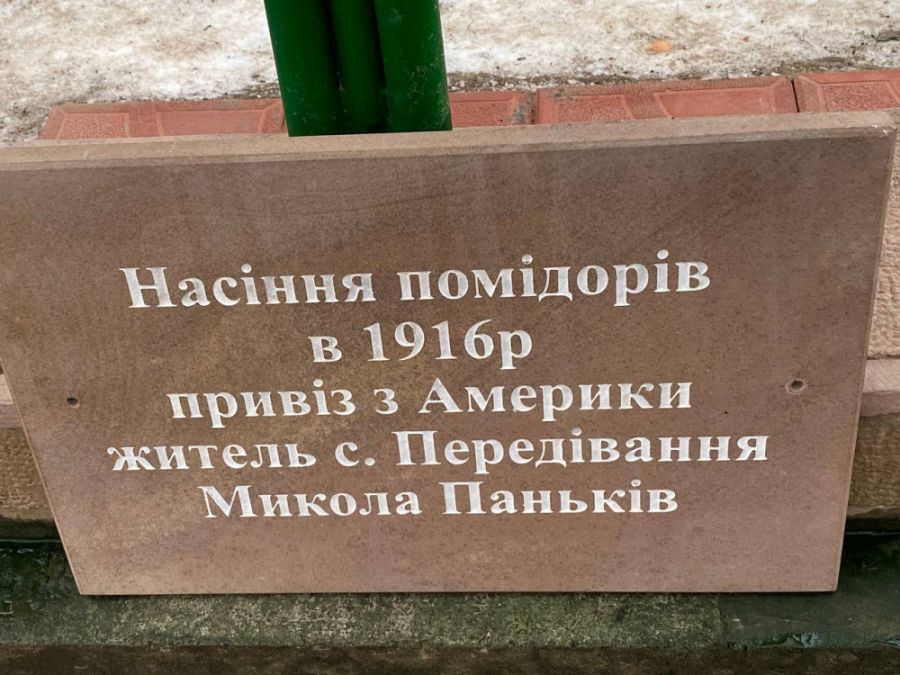 Насіння помідорів
в 1916р
привіз з Америки
житель с. Передівання
Микола Паньків